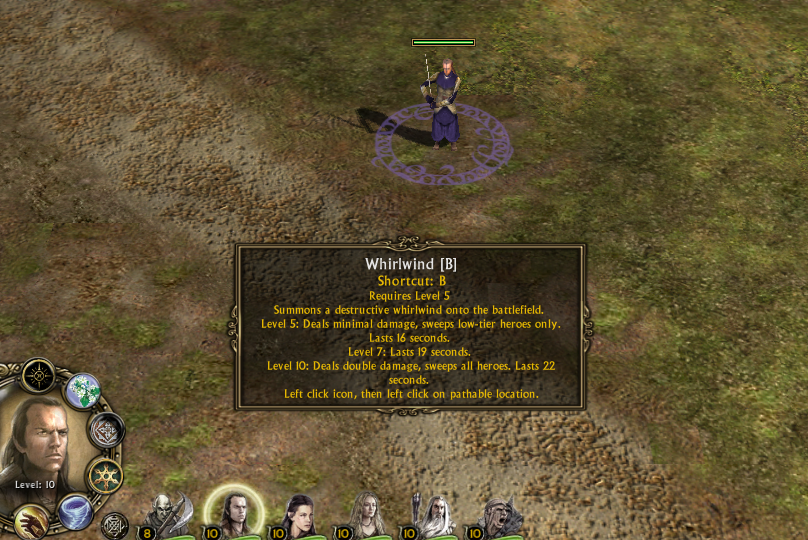 Whirlwind [B]
Shortcut: B
Requires Level 5
Summons a destructive whirlwind onto the battlefield.
Level 5: Deals minimal damage, sweeps low-tier heroes only.
Lasts 16 seconds.
Level 7: Lasts 19 seconds.
Level 10: Deals double damage, sweeps all heroes. Lasts 22
seconds.
Left click icon, then left click on pathable location.
Level: 10
8 10 10 10 10 10